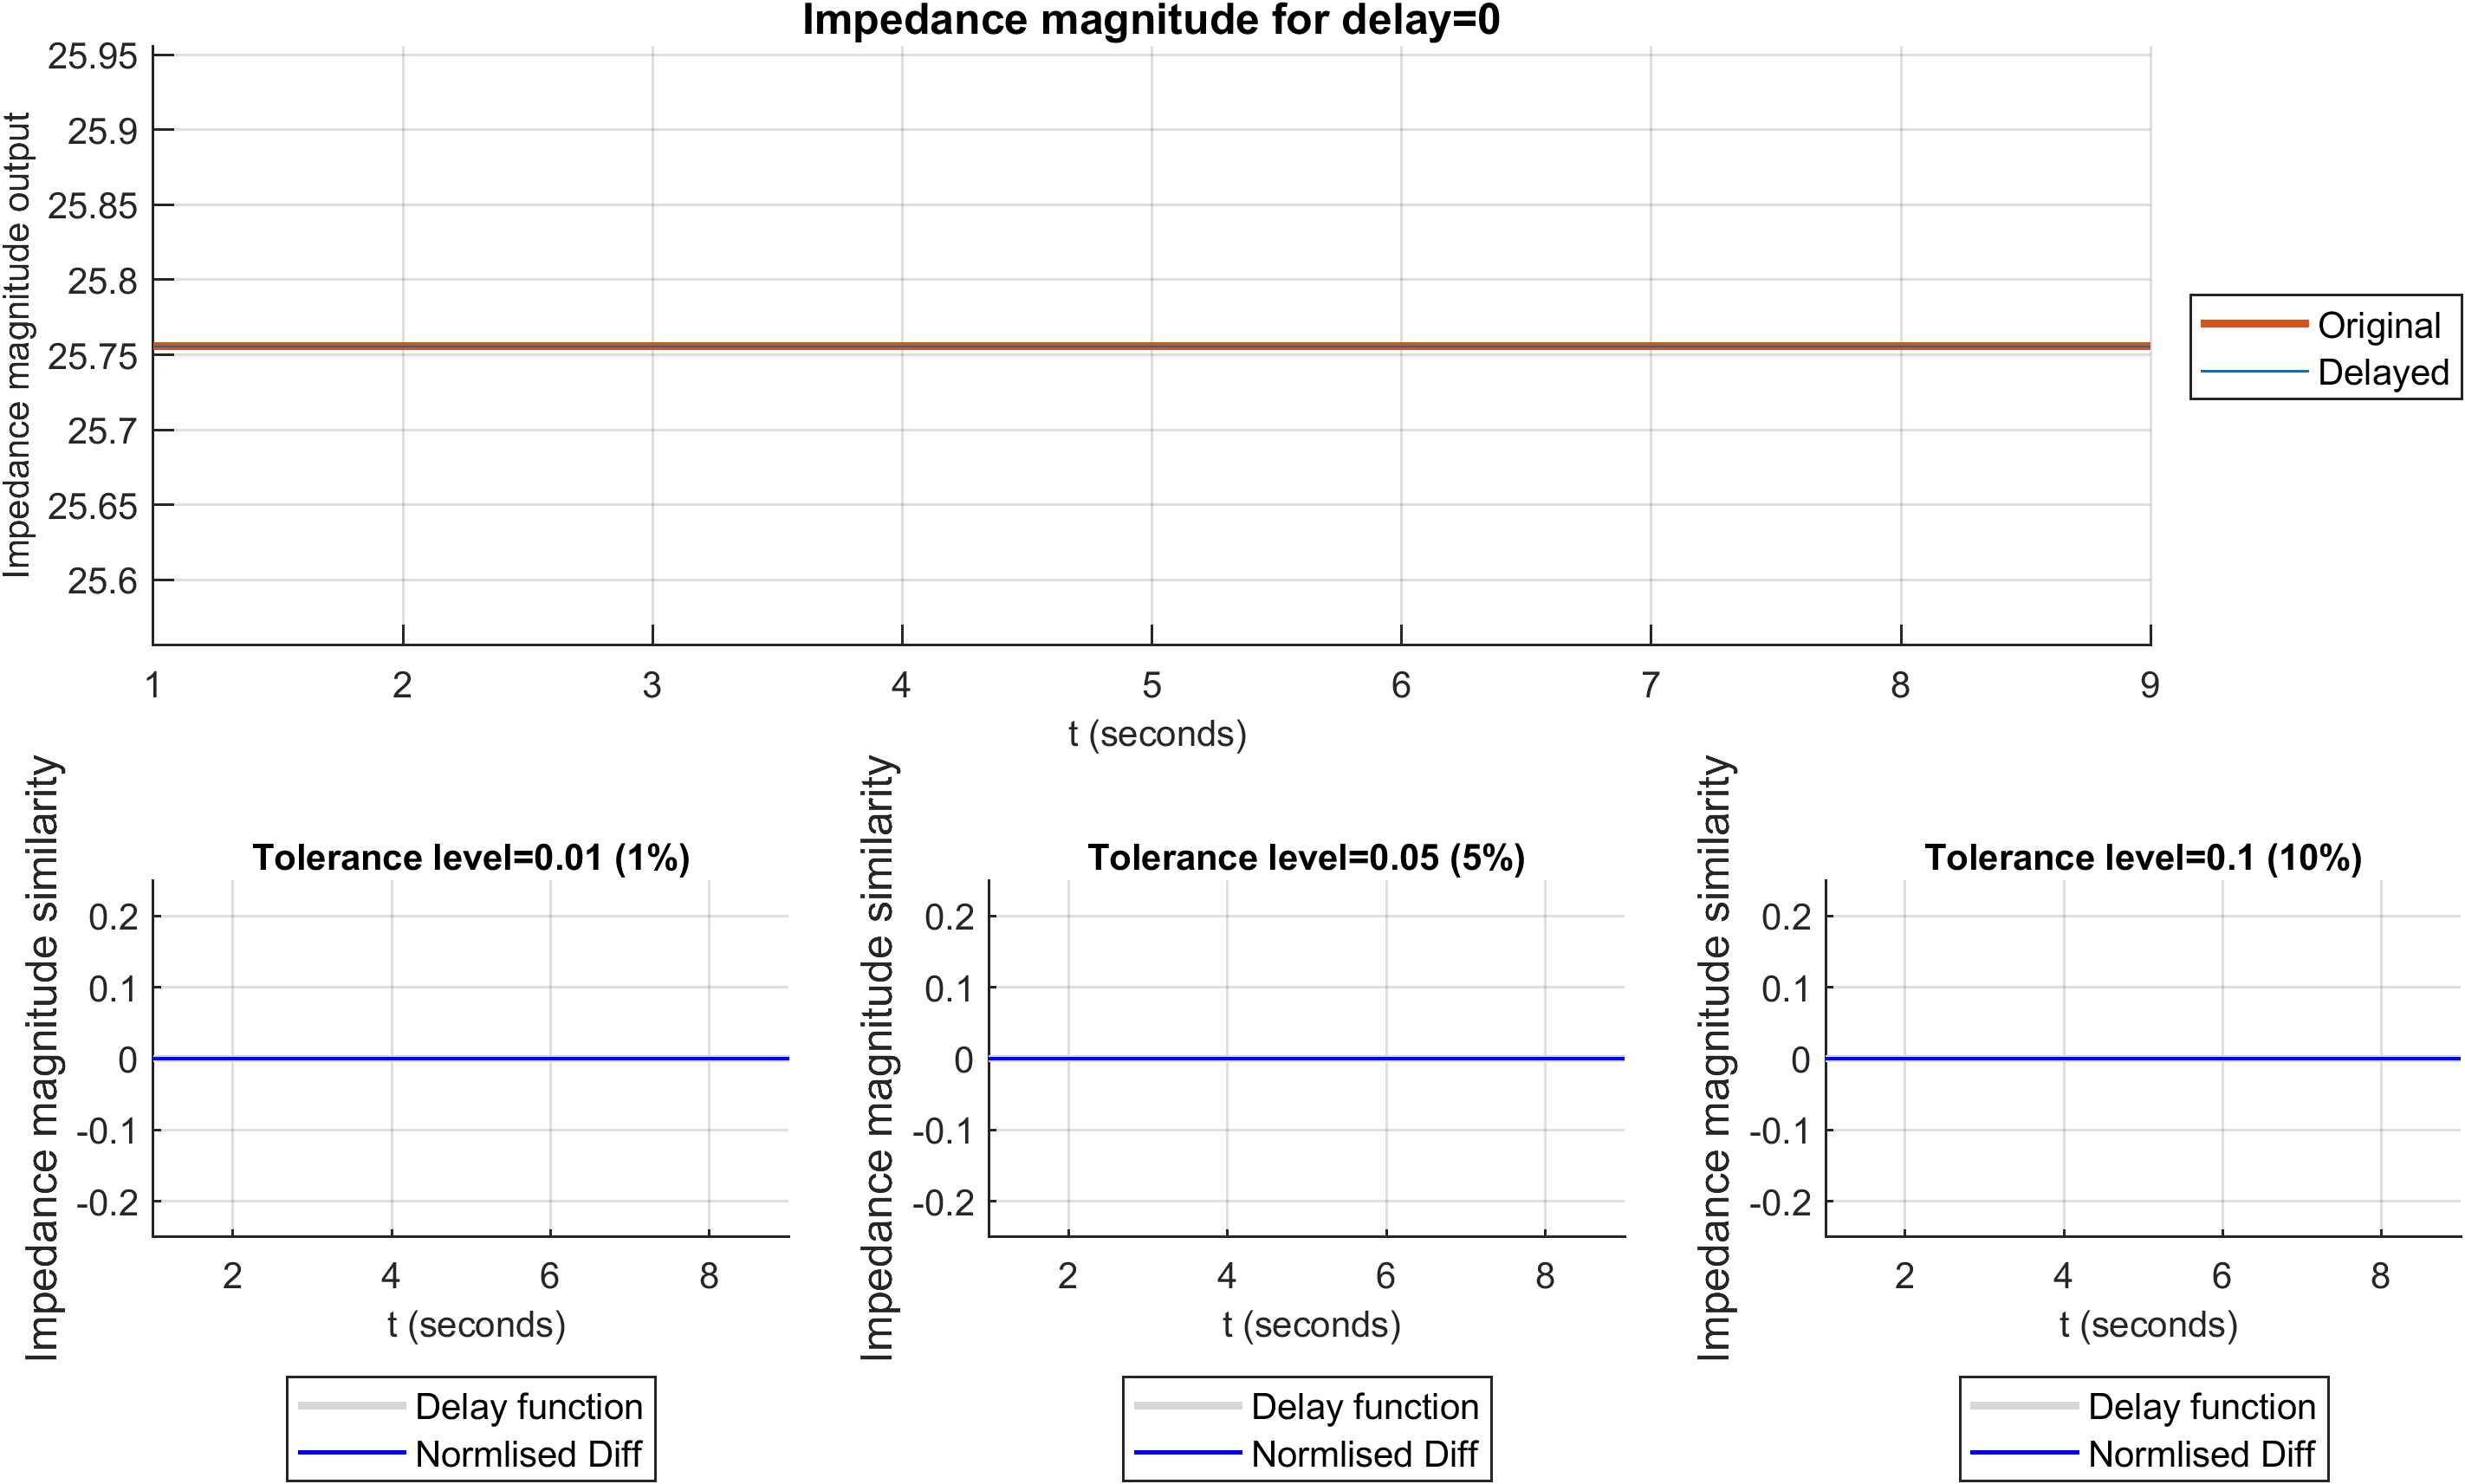 Impedance magnitude for delay=0
Impedance magnitude output
25.95
25.9
25.85
25.8
25.75
25.7
25.65
25.6
1 2 3 4 5 6 7 8 9
t (seconds)
Original
Delayed
Tolerance level=0.01 (1%)
Impedance magnitude similarity
0.2
0.1
0
-0.1
-0.2
2 4 6 8
t (seconds)
Delay function
Normlised Diff
Tolerance level=0.05 (5%)
Impedance magnitude similarity
0.2
0.1
0
-0.1
-0.2
2 4 6 8
t (seconds)
Delay function
Normlised Diff
Tolerance level=0.1 (10%)
Impedance magnitude similarity
0.2
0.1
0
-0.1
-0.2
2 4 6 8
t (seconds)
Delay function
Normlised Diff